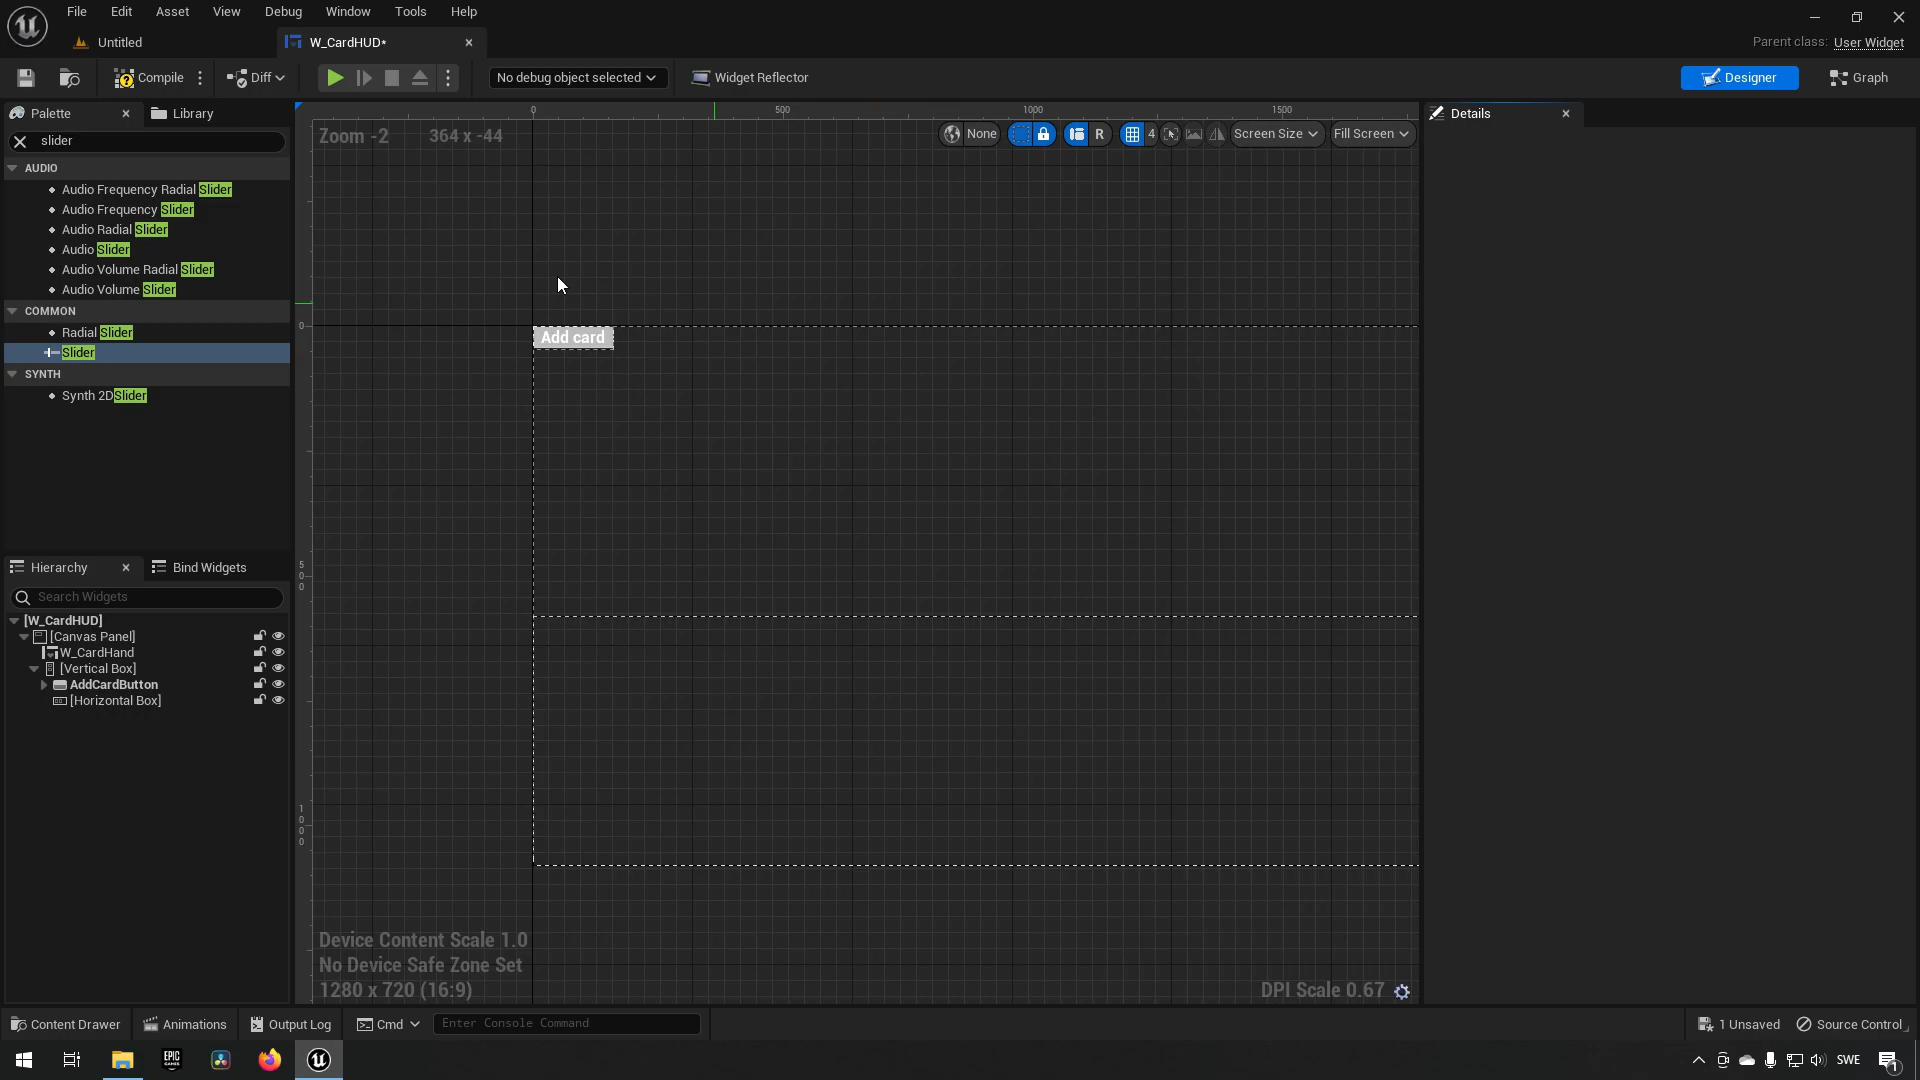 File Edit Asset View Debug Window Tools Help
Untitled W_CardHUD*
Parent class: User Widget
Compile Diff No debug object selected Widget Reflector Designer Graph
Palette Library
slider
AUDIO
Audio Frequency Radial Slider
Audio Frequency Slider
Audio Radial Slider
Audio Slider
Audio Volume Radial Slider
Audio Volume Slider
COMMON
Radial Slider
Slider
SYNTH
Synth 2DSlider
Hierarchy Bind Widgets
Search Widgets
[W_CardHUD]
[Canvas Panel]
W_CardHand
[Vertical Box]
AddCardButton
[Horizontal Box]
0 500 1000 1500
Zoom -2 364 x -44
None R 4 Screen Size Fill Screen
0
500
1000
Add card
Device Content Scale 1.0
No Device Safe Zone Set
1280 x 720 (16:9)
DPI Scale 0.67
Details
Content Drawer Animations Output Log Cmd Enter Console Command 1 Unsaved Source Control
EPIC GAMES SWE 1